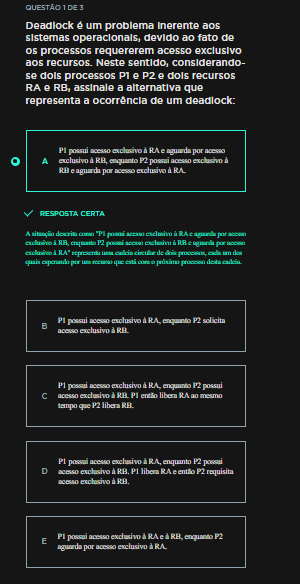 QUESTÃO 1 DE 3
Deadlock é um problema inerente aos
sistemas operacionais, devido ao fato de
os processos requererem acesso exclusivo
aos recursos. Neste sentido, considerando-
se dois processos P1 e P2 e dois recursos
RA e RB, assinale a alternativa que
representa a ocorrência de um deadlock:
A
P1 possui acesso exclusivo à RA e aguarda por acesso
exclusivo à RB, enquanto P2 possui acesso exclusivo à
RB e aguarda por acesso exclusivo à RA.
RESPOSTA CERTA
A situação descrita como "P1 possui acesso exclusivo à RA e aguarda por acesso
exclusivo à RB, enquanto P2 possui acesso exclusivo à RB e aguarda por acesso
exclusivo à RA" representa uma cadeia circular de dois processos, cada um dos
quais esperando por um recurso que está com o próximo processo desta cadeia.
B
P1 possui acesso exclusivo à RA, enquanto P2 solicita
acesso exclusivo à RB.
C
P1 possui acesso exclusivo à RA, enquanto P2 possui
acesso exclusivo à RB. P1 então libera RA ao mesmo
tempo que P2 libera RB.
D
P1 possui acesso exclusivo à RA, enquanto P2 possui
acesso exclusivo à RB. P1 libera RA e então P2 requisita
acesso exclusivo à RB.
E
P1 possui acesso exclusivo à RA e à RB, enquanto P2
aguarda por acesso exclusivo à RA.